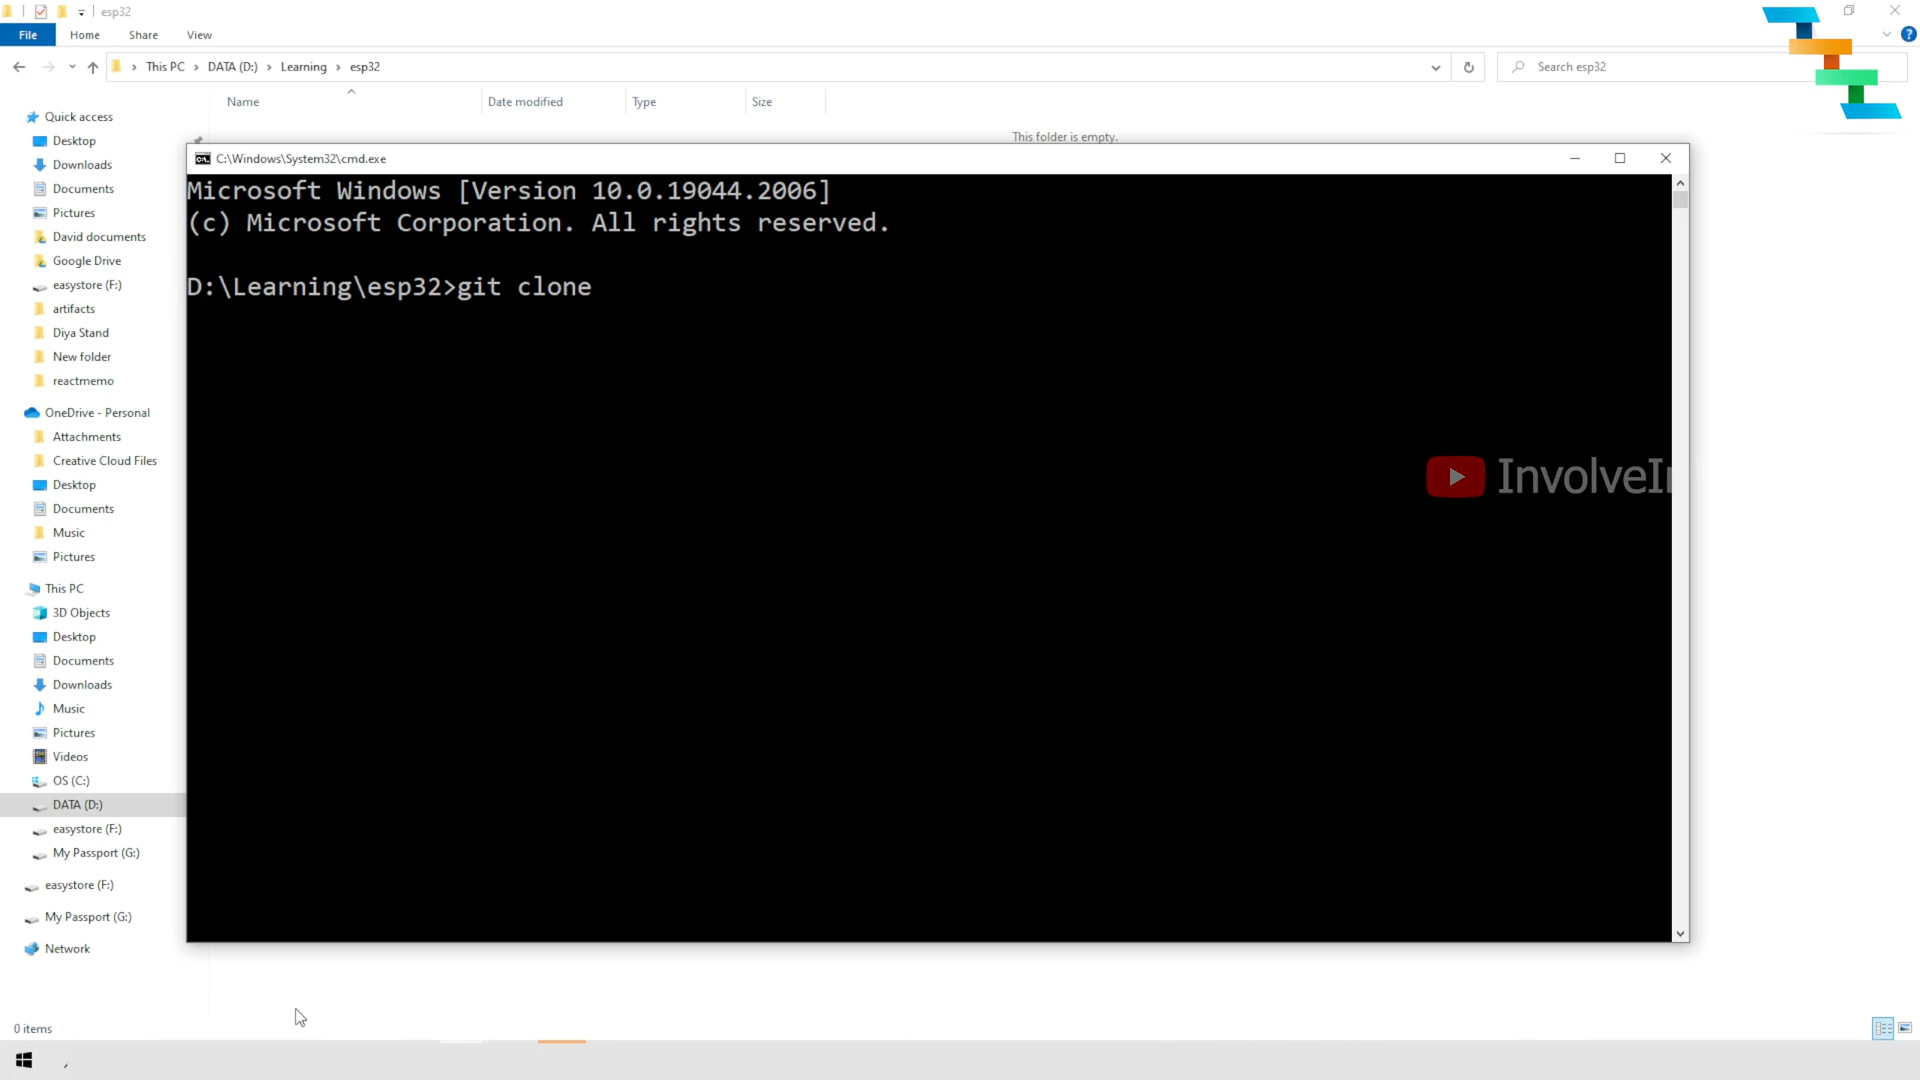 esp32
File Home Share View
This PC > DATA (D:) > Learning > esp32
Search esp32
Name Date modified Type Size
This folder is empty.
Quick access
Desktop
Downloads
Documents
Pictures
David documents
Google Drive
easystore (F:)
artifacts
Diya Stand
New folder
reactmemo
OneDrive - Personal
Attachments
Creative Cloud Files
Desktop
Documents
Music
Pictures
This PC
3D Objects
Desktop
Documents
Downloads
Music
Pictures
Videos
OS (C:)
DATA (D:)
easystore (F:)
My Passport (G:)
easystore (F:)
My Passport (G:)
Network
C:\Windows\System32\cmd.exe
Microsoft Windows [Version 10.0.19044.2006]
(c) Microsoft Corporation. All rights reserved.
D:\Learning\esp32>git clone
InvolveIn
0 items